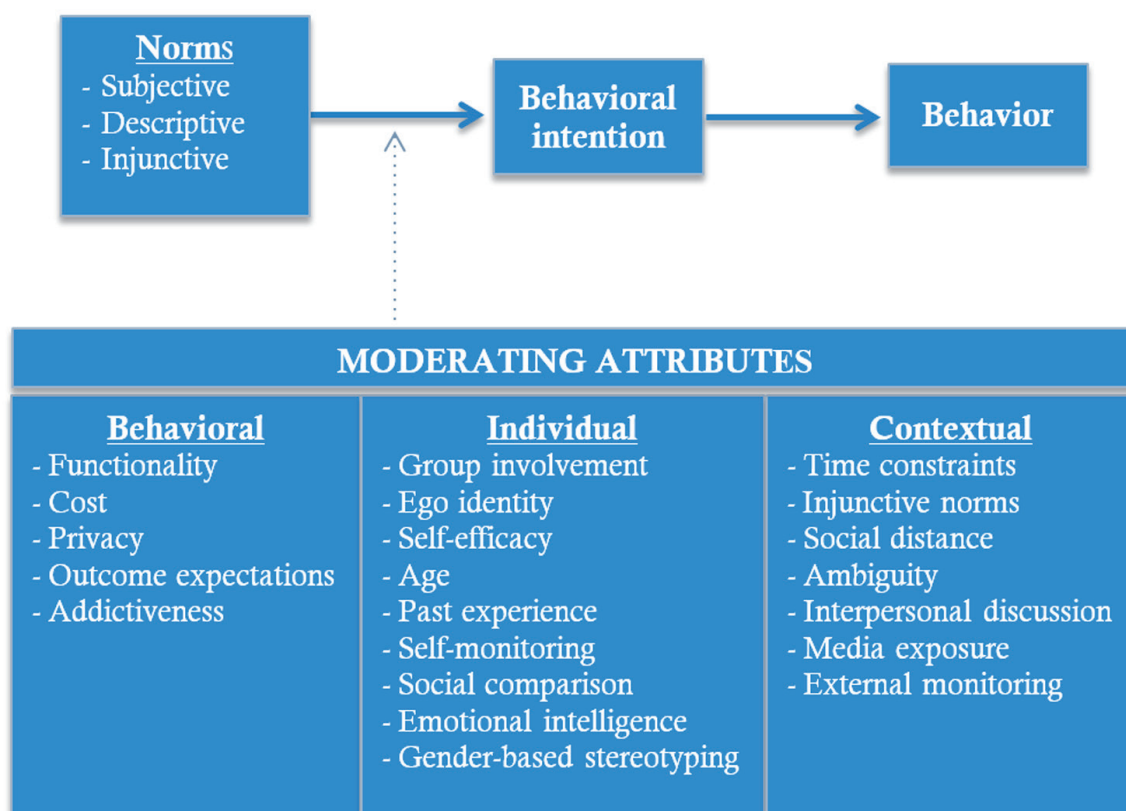 Norms
- Subjective
- Descriptive
- Injunctive
Behavioral
intention
Behavior
MODERATING ATTRIBUTES
Behavioral
- Functionality
- Cost
- Privacy
- Outcome expectations
- Addictiveness
Individual
- Group involvement
- Ego identity
- Self-efficacy
- Age
- Past experience
- Self-monitoring
- Social comparison
- Emotional intelligence
- Gender-based stereotyping
Contextual
- Time constraints
- Injunctive norms
- Social distance
- Ambiguity
- Interpersonal discussion
- Media exposure
- External monitoring